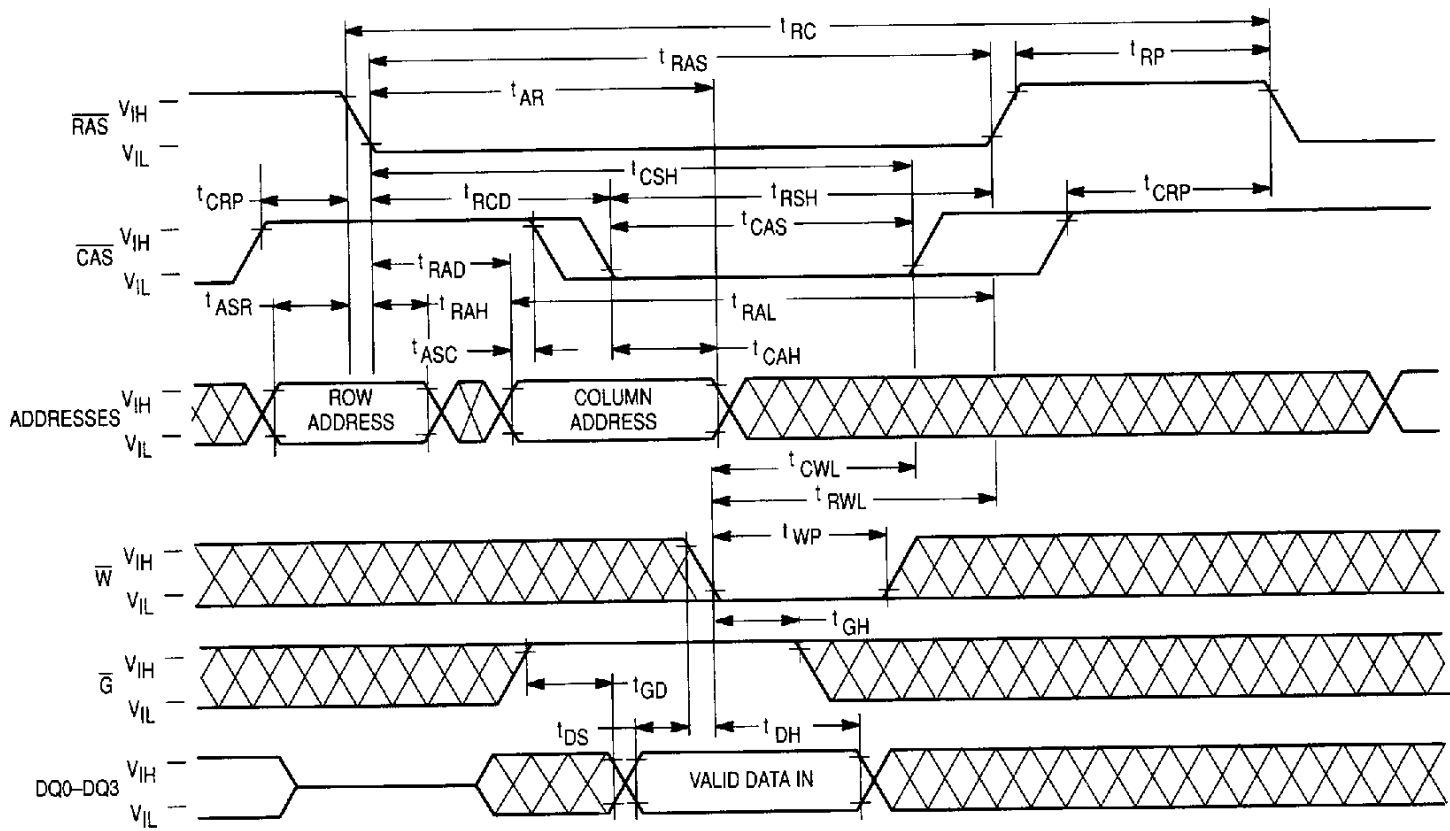 tRC
tRAS
tRP
tAR
RAS
VIH
VIL
tCSH
tCRP
tRCD
tRSH
tCRP
tCAS
CAS
VIH
VIL
tRAD
tASR
tRAH
tRAL
tASC
tCAH
ADDRESSES
VIH
VIL
ROW
ADDRESS
COLUMN
ADDRESS
tCWL
tRWL
tWP
W
VIH
VIL
tGH
G
VIH
VIL
tGD
tDS
tDH
DQ0–DQ3
VIH
VIL
VALID DATA IN